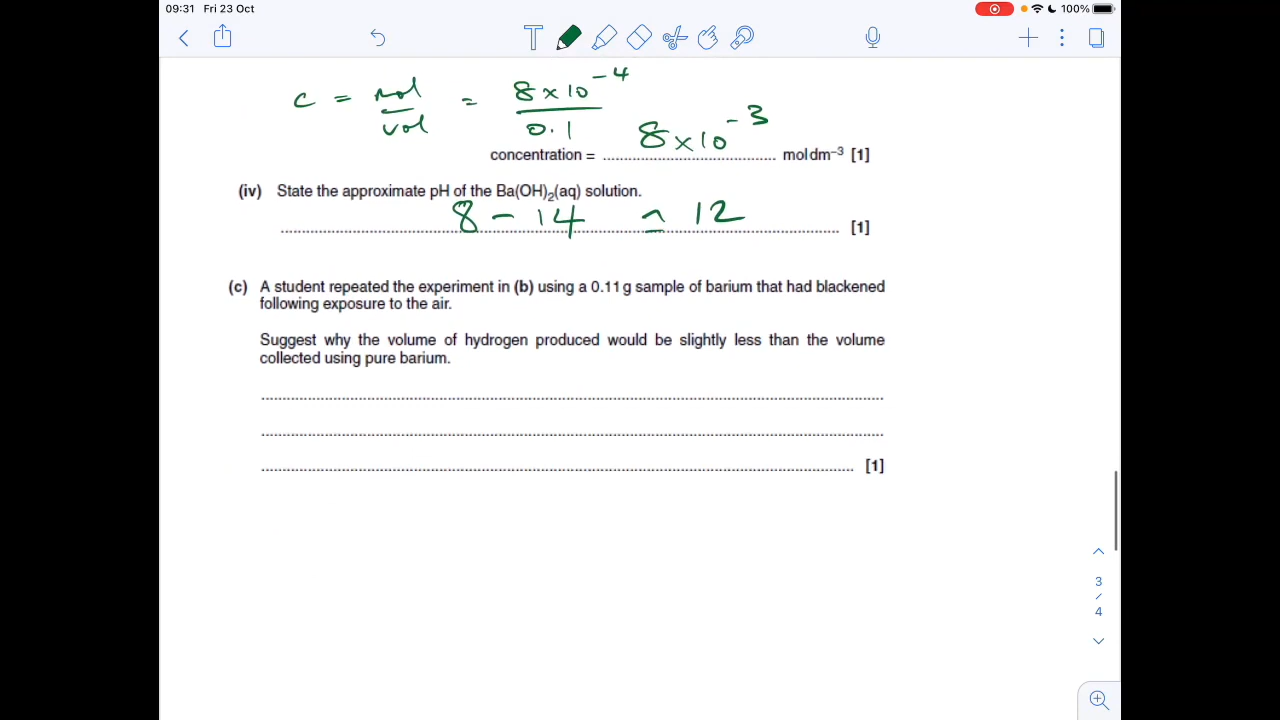 09:31 Fri 23 Oct 100%
c = mol/vol = 8 × 10⁻⁴/0.1
8 × 10⁻³
concentration = ........................................... mol dm⁻³ [1]
(iv) State the approximate pH of the Ba(OH)₂(aq) solution.
8 – 14 ≏ 12
[1]
(c) A student repeated the experiment in (b) using a 0.11 g sample of barium that had blackened
following exposure to the air.
Suggest why the volume of hydrogen produced would be slightly less than the volume
collected using pure barium.
[1]
3
/
4